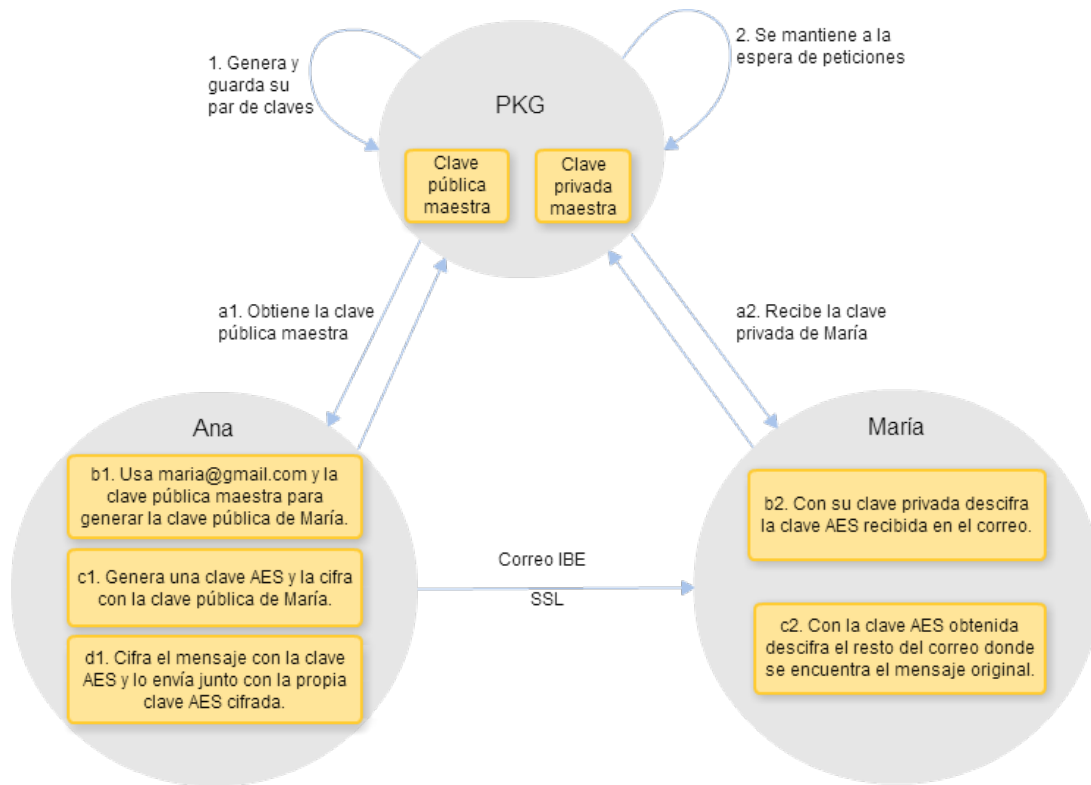 1. Genera y
guarda su
par de claves
2. Se mantiene a la
espera de peticiones
PKG
Clave
pública
maestra
Clave
privada
maestra
a1. Obtiene la clave
pública maestra
a2. Recibe la clave
privada de María
Ana
b1. Usa maria@gmail.com y la
clave pública maestra para
generar la clave pública de María.
c1. Genera una clave AES y la cifra
con la clave pública de María.
d1. Cifra el mensaje con la clave
AES y lo envía junto con la propia
clave AES cifrada.
Correo IBE
SSL
María
b2. Con su clave privada descifra
la clave AES recibida en el correo.
c2. Con la clave AES obtenida
descifra el resto del correo donde
se encuentra el mensaje original.